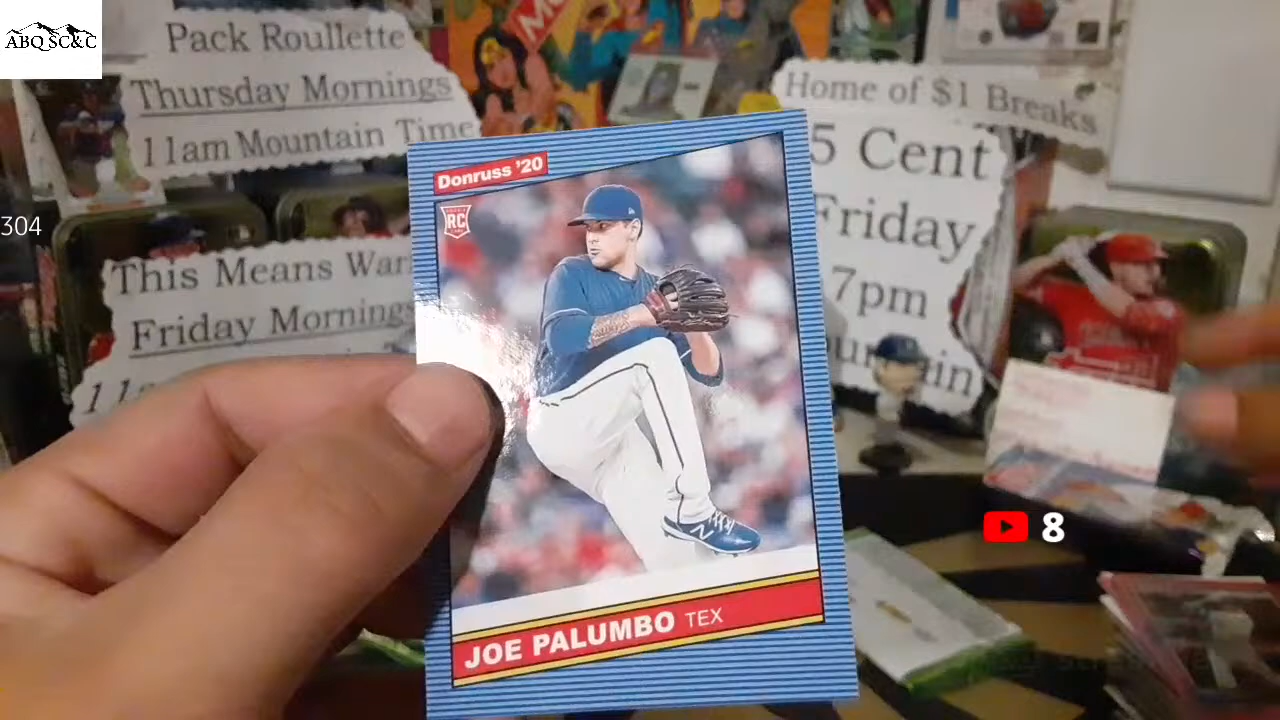 ABQ SC&C
Pack Roullette
Thursday Mornings
11am Mountain Time
Home of $1 Breaks
5 Cent
Friday
7pm
304
This Means War
Friday Mornings
Donruss '20
RC
JOE PALUMBO TEX
8